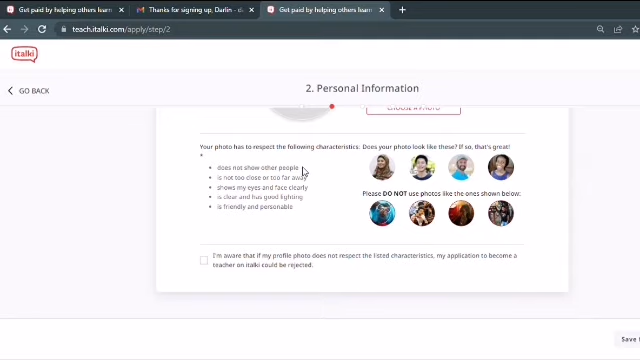 Get paid by helping others learn
Thanks for signing up, Darlin - d
Get paid by helping others learn
teach.italki.com/apply/step/2
italki
GO BACK
2. Personal Information
CHOOSE A PHOTO
Your photo has to respect the following characteristics:
*
does not show other people
is not too close or too far away
shows my eyes and face clearly
is clear and has good lighting
is friendly and personable
Does your photo look like these? If so, that's great!
Please DO NOT use photos like the ones shown below:
I'm aware that if my profile photo does not respect the listed characteristics, my application to become a
teacher on italki could be rejected.
Save